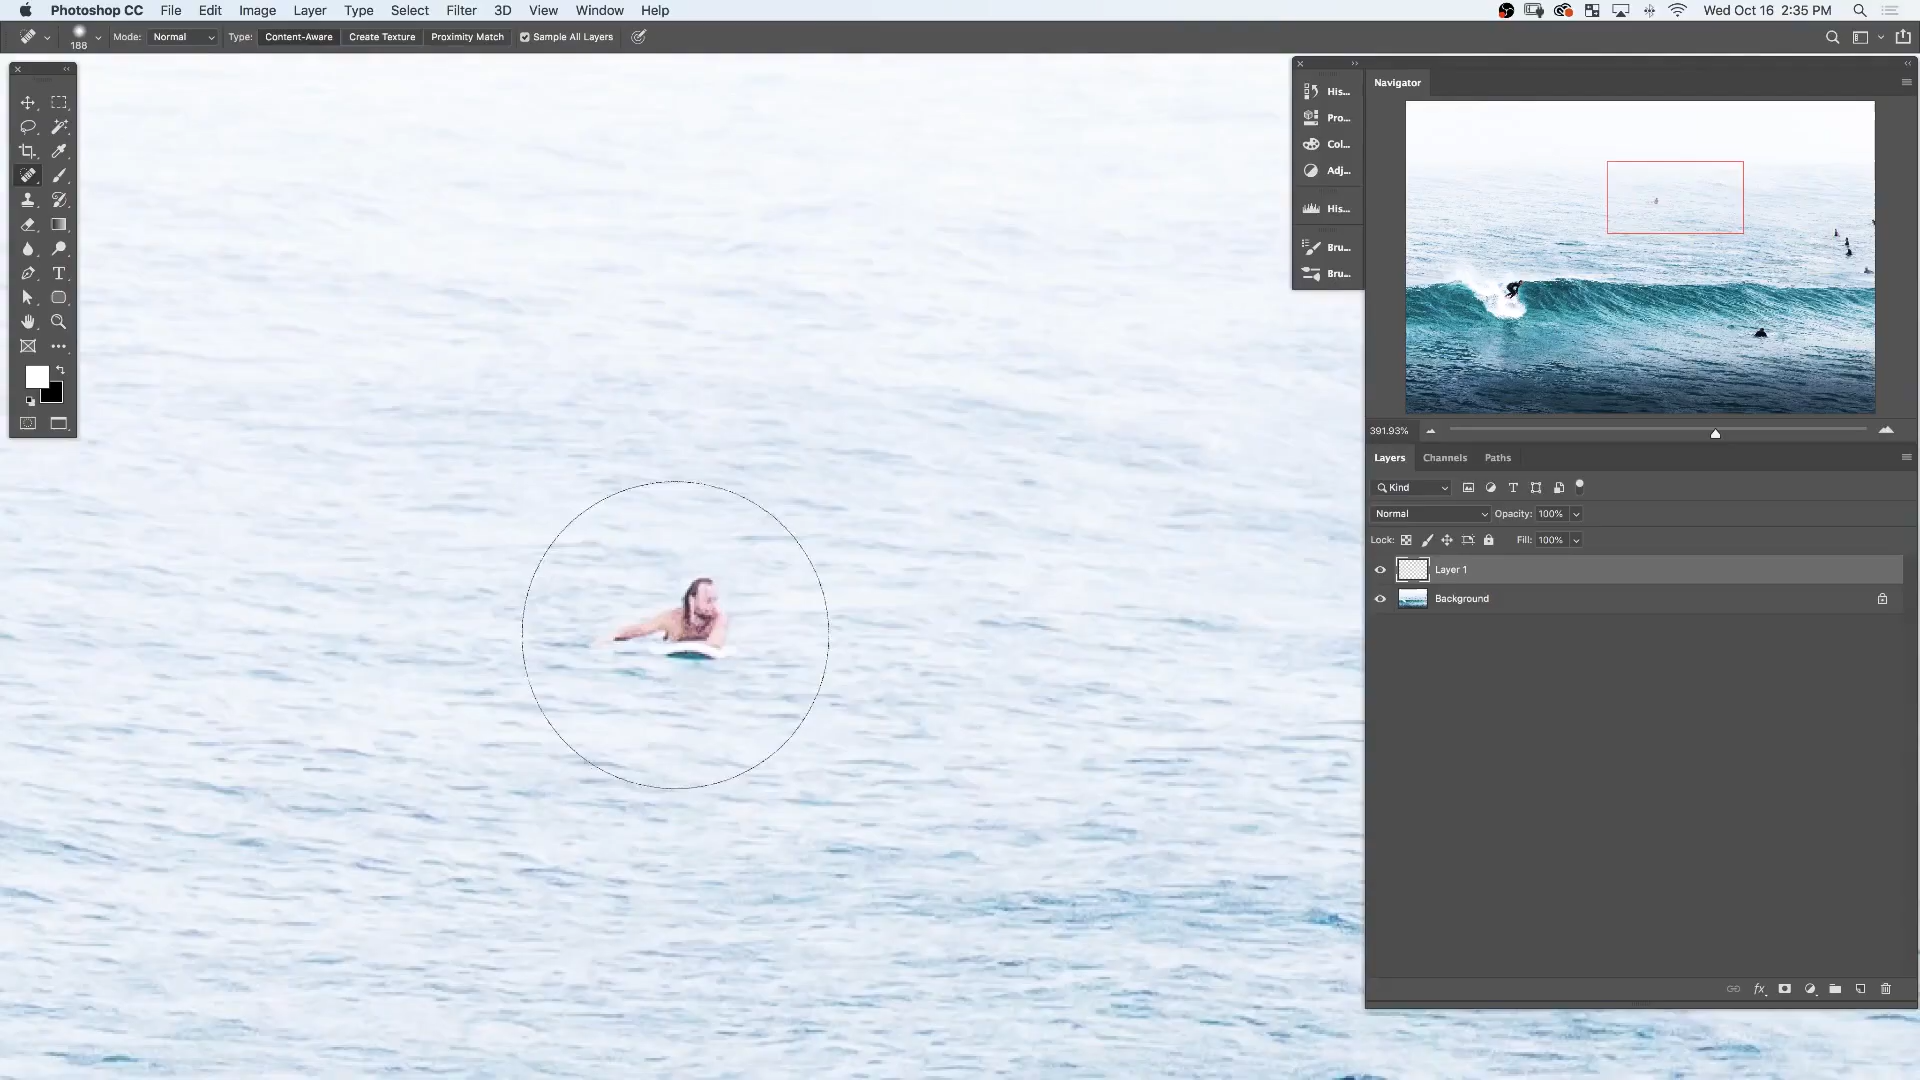 Photoshop CC File Edit Image Layer Type Select Filter 3D View Window Help Wed Oct 16 2:35 PM
188 Mode: Normal Type: Content-Aware Create Texture Proximity Match Sample All Layers
His...
Pro...
Col...
Adj...
His...
Bru...
Bru...
Navigator
391.93%
Layers Channels Paths
Kind
Normal Opacity: 100%
Lock: Fill: 100%
Layer 1
Background
fx